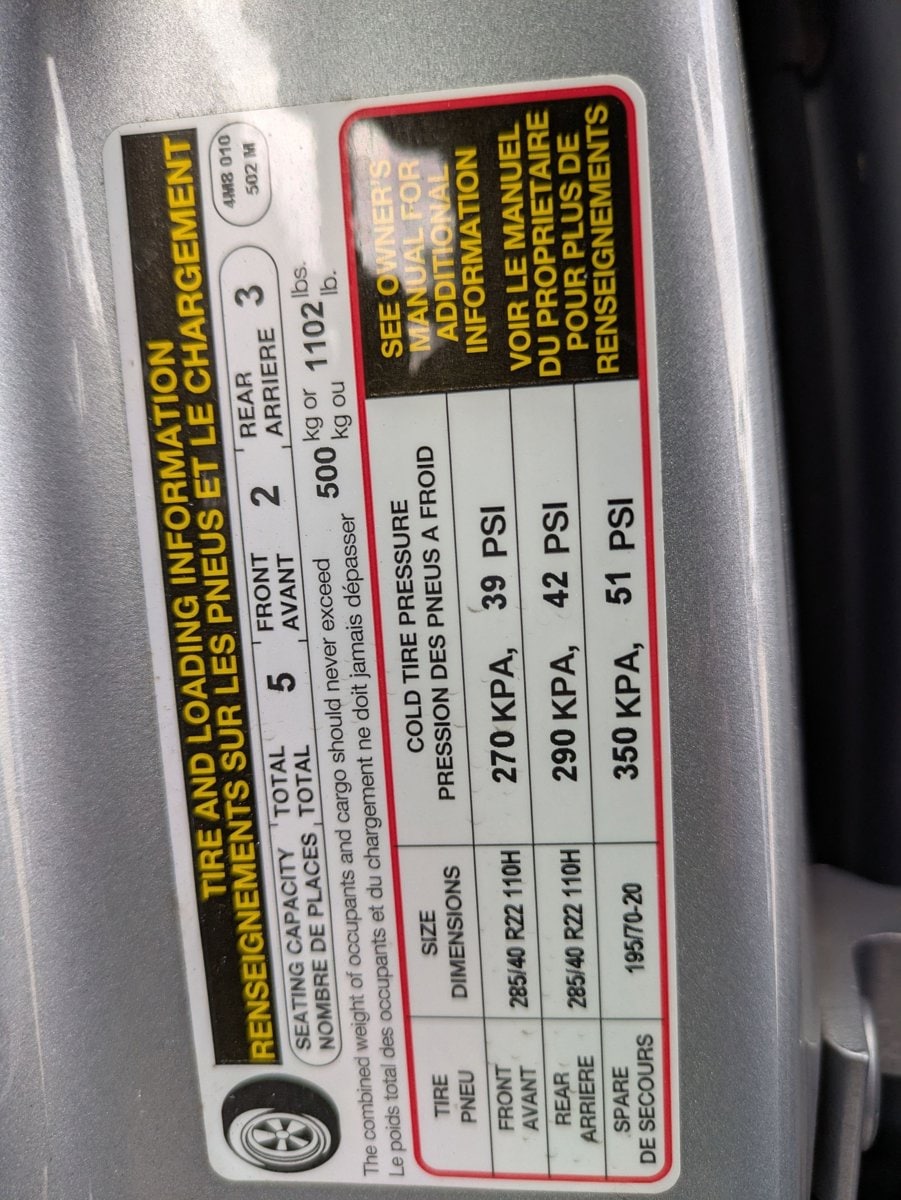 TIRE AND LOADING INFORMATION
RENSEIGNEMENTS SUR LES PNEUS ET LE CHARGEMENT
SEATING CAPACITY TOTAL 5 FRONT 2 REAR 3
NOMBRE DE PLACES TOTAL AVANT ARRIERE
4M8 010
502 M
The combined weight of occupants and cargo should never exceed 500 kg or 1102 lbs.
Le poids total des occupants et du chargement ne doit jamais dépasser kg ou lb.
TIRE SIZE COLD TIRE PRESSURE
PNEU DIMENSIONS PRESSION DES PNEUS A FROID
FRONT 285/40 R22 110H 270 KPA, 39 PSI
AVANT
REAR 285/40 R22 110H 290 KPA, 42 PSI
ARRIERE
SPARE 195/70-20 350 KPA, 51 PSI
DE SECOURS
SEE OWNER'S
MANUAL FOR
ADDITIONAL
INFORMATION
VOIR LE MANUEL
DU PROPRIETAIRE
POUR PLUS DE
RENSEIGNEMENTS